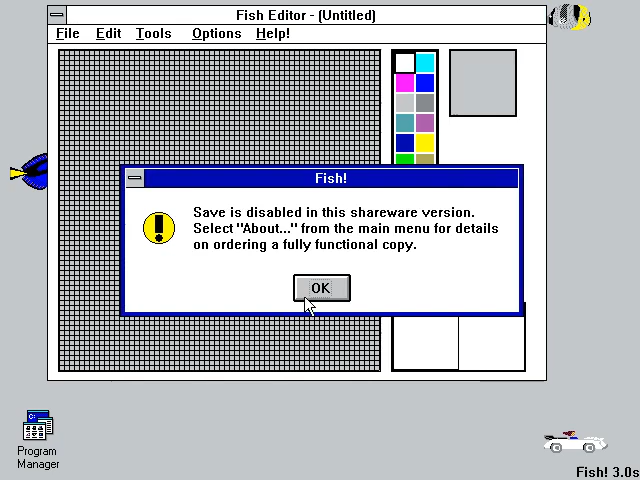 Fish Editor - (Untitled)
File Edit Tools Options Help!
Fish!
Save is disabled in this shareware version.
Select "About..." from the main menu for details
on ordering a fully functional copy.
OK
Program
Manager
Fish! 3.0s